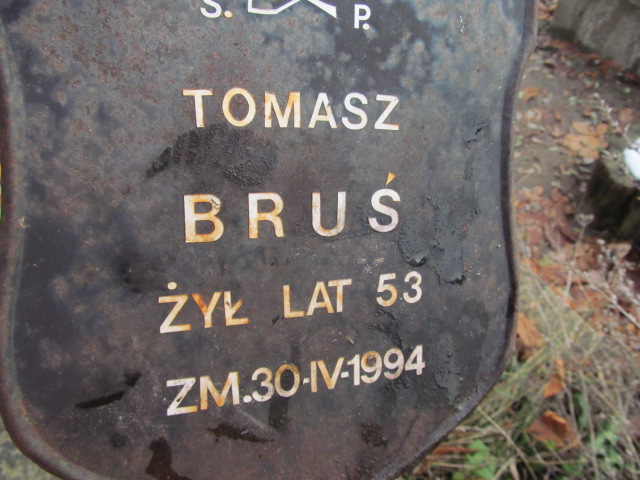 Ś. P.
TOMASZ
BRUŚ
ŻYŁ LAT 53
ZM.30-IV-1994